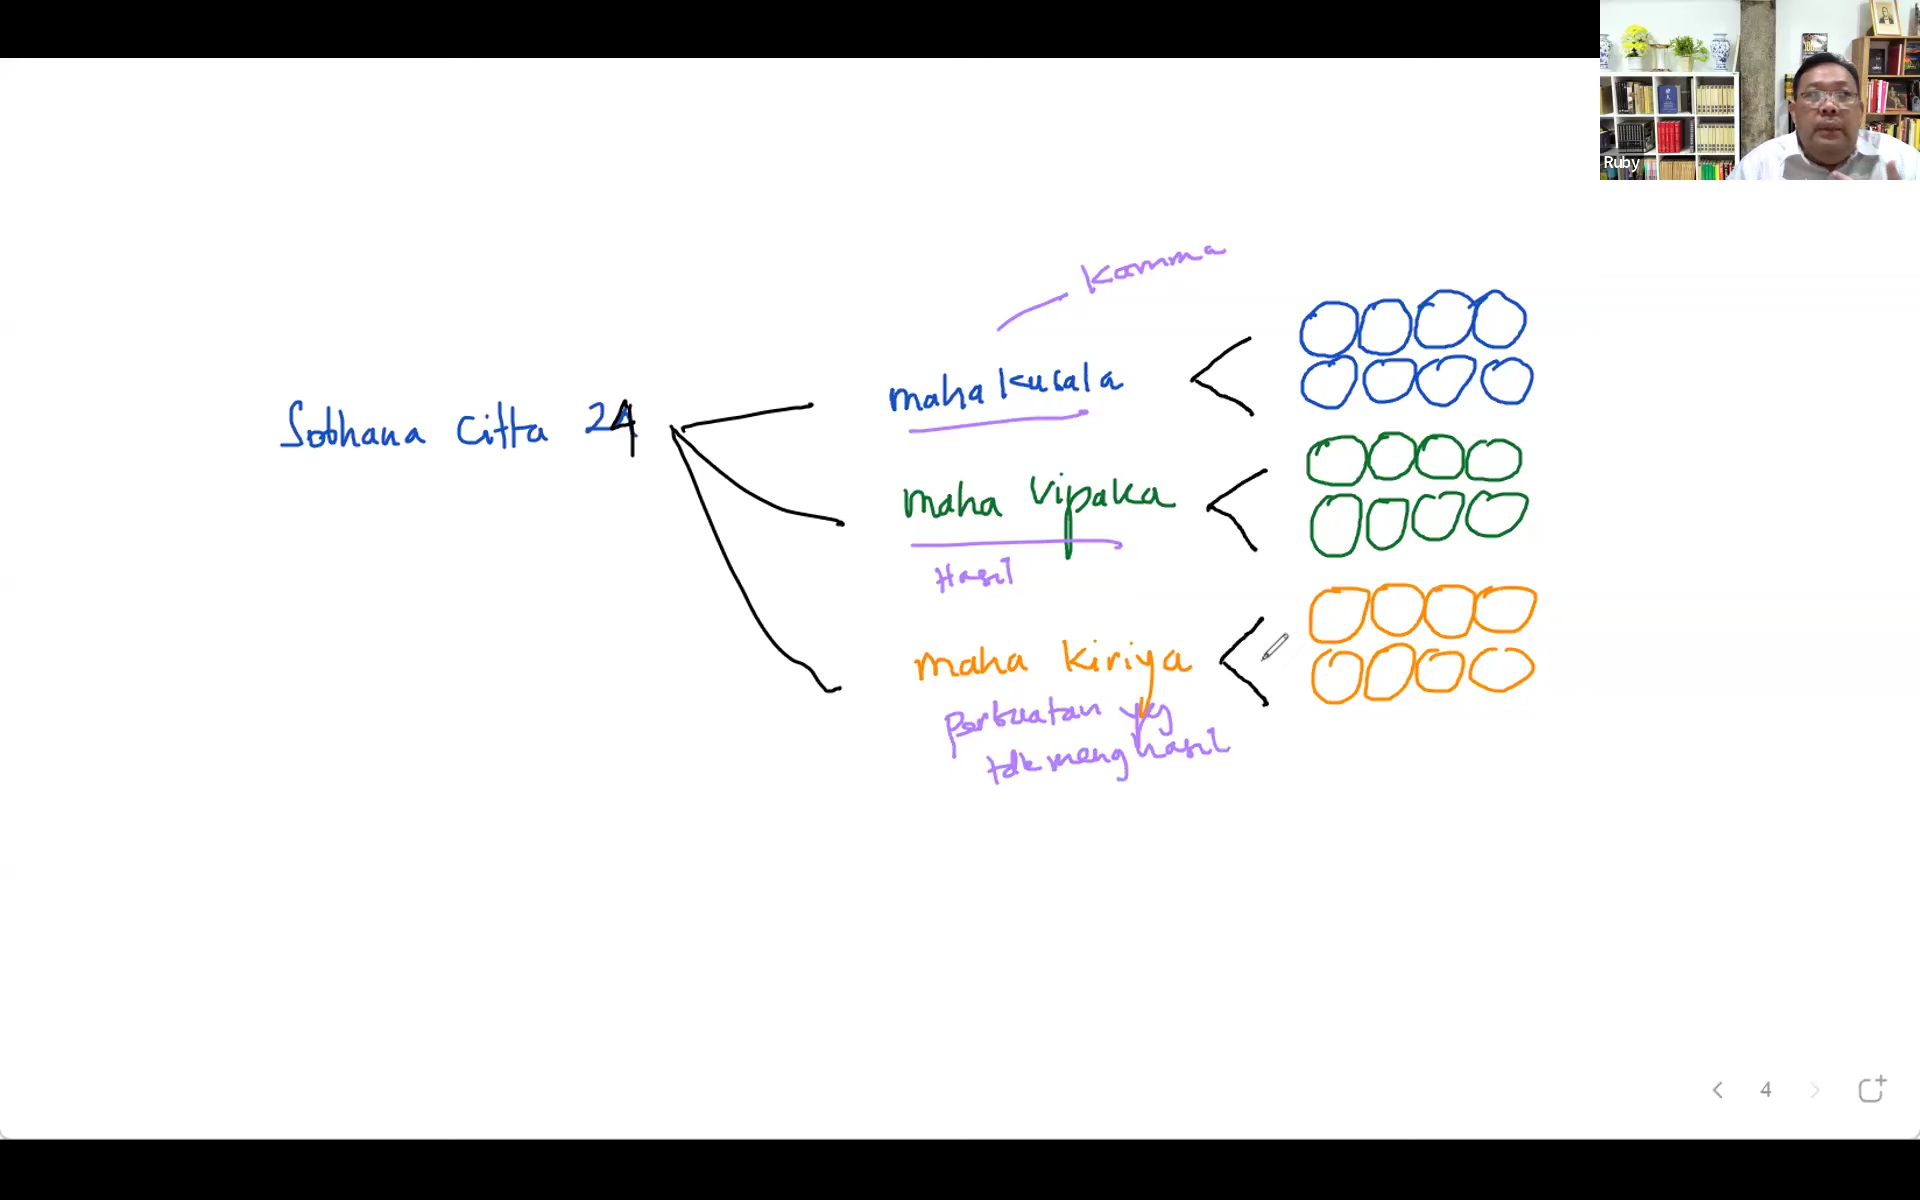 Ruby
Kamma
Sobhana Citta 24
maha kusala
maha vipaka
Hasil
maha kiriya
perbuatan yg
tdk menghasil
4